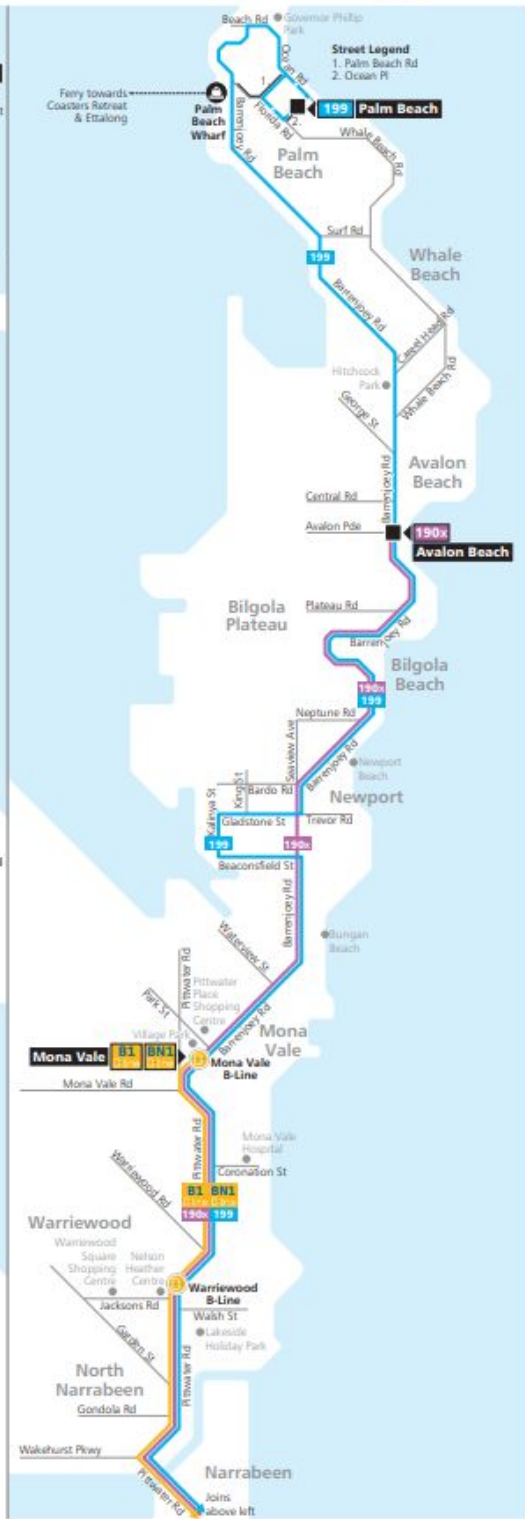 Beach Rd
Governor Phillip
Park
Ocean Rd
Street Legend
1. Palm Beach Rd
2. Ocean Pl
Ferry towards
Coasters Retreat
& Ettalong
Palm
Beach
Wharf
1.
2.
Florida Rd
199 Palm Beach
Barrenjoey Rd
Whale Beach Rd
Palm
Beach
Surf Rd
199
Whale
Beach
Barrenjoey Rd
Careel Head Rd
Hitchcock
Park
Whale Beach Rd
George St
Avalon
Beach
Barrenjoey Rd
Central Rd
Avalon Pde
190x
Avalon Beach
Bilgola
Plateau
Plateau Rd
Barrenjoey Rd
Bilgola
Beach
190x
199
Neptune Rd
Seaview Ave
Barrenjoey Rd
Newport
Beach
King St
Bardo Rd
Kalinya St
Newport
Gladstone St
Trevor Rd
199
190x
Beaconsfield St
Barrenjoey Rd
Waterview St
Bungan
Beach
Pittwater Rd
Park St
Pittwater
Place
Shopping
Centre
Village Park
Barrenjoey Rd
Mona
Vale
Mona Vale B1 BN1
B-Line B-Line
Mona Vale
B-Line
Mona Vale Rd
Pittwater Rd
Mona Vale
Hospital
Coronation St
Warriewood Rd
B1 BN1
B-Line B-Line
190x 199
Warriewood
Warriewood
Square
Shopping
Centre
Nelson
Heather
Centre
Warriewood
B-Line
Jacksons Rd
Walsh St
Garden St
Lakeside
Holiday Park
Pittwater Rd
North
Narrabeen
Gondola Rd
Wakehurst Pkwy
Pittwater Rd
Narrabeen
Joins
above left